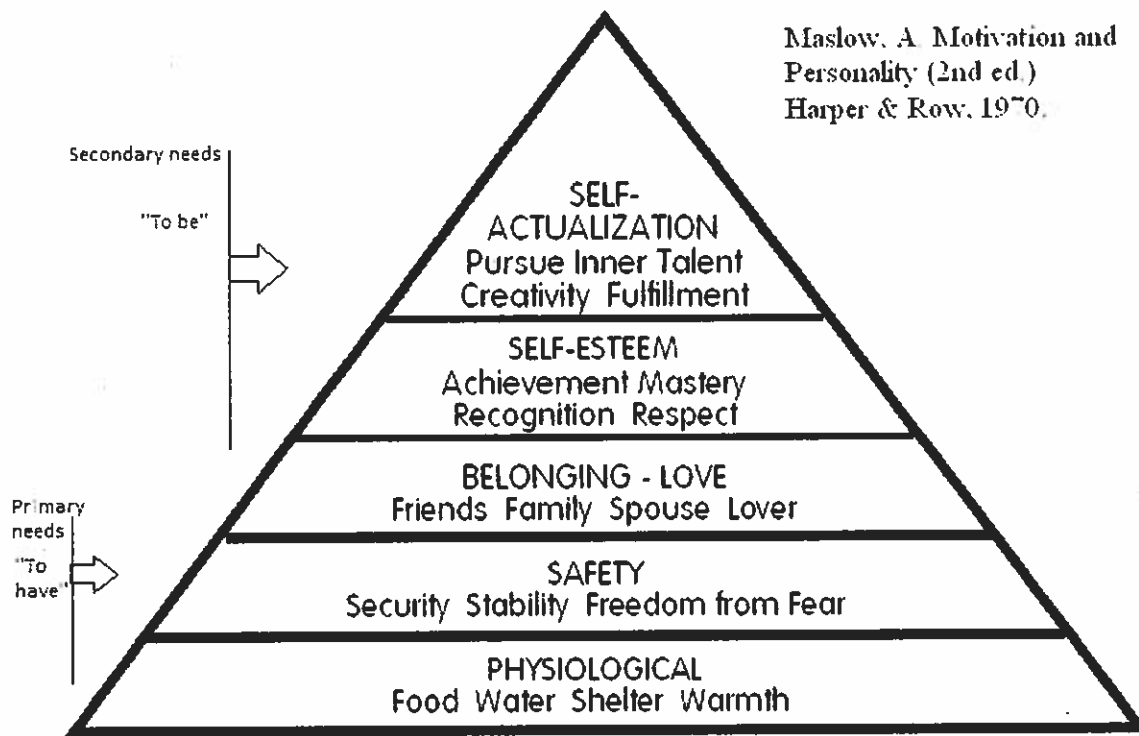 Maslow, A. Motivation and
Personality (2nd ed.)
Harper & Row, 1970.
Secondary needs
"To be"
SELF-
ACTUALIZATION
Pursue Inner Talent
Creativity Fulfillment
SELF-ESTEEM
Achievement Mastery
Recognition Respect
BELONGING - LOVE
Friends Family Spouse Lover
Primary
needs
"To
have"
SAFETY
Security Stability Freedom from Fear
PHYSIOLOGICAL
Food Water Shelter Warmth